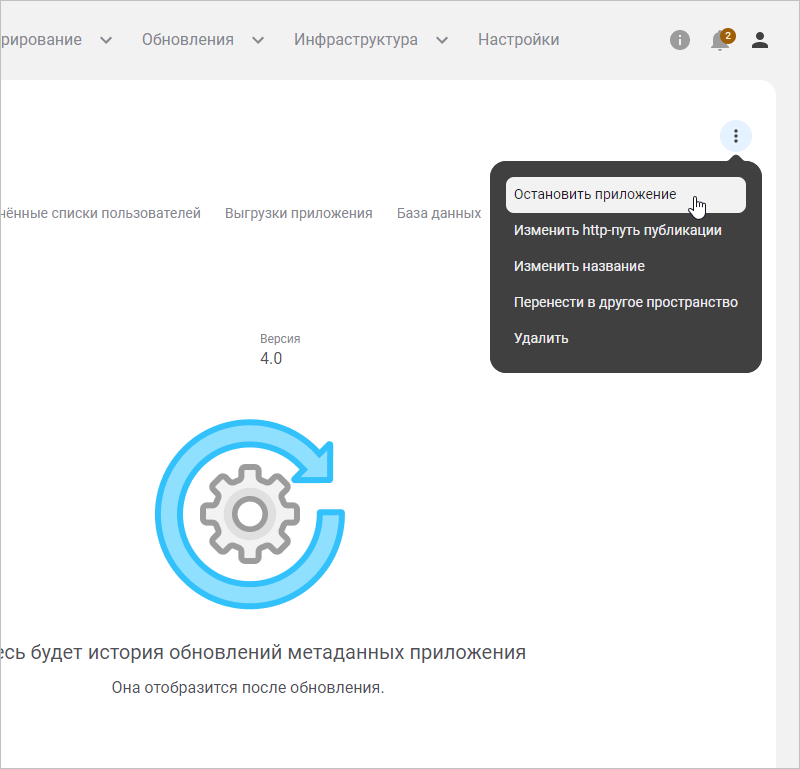 рирование
Обновления
Инфраструктура
Настройки
2
Остановить приложение
Изменить http-путь публикации
Изменить название
Перенести в другое пространство
Удалить
нённые списки пользователей
Выгрузки приложения
База данных
Версия
4.0
есь будет история обновлений метаданных приложения
Она отобразится после обновления.